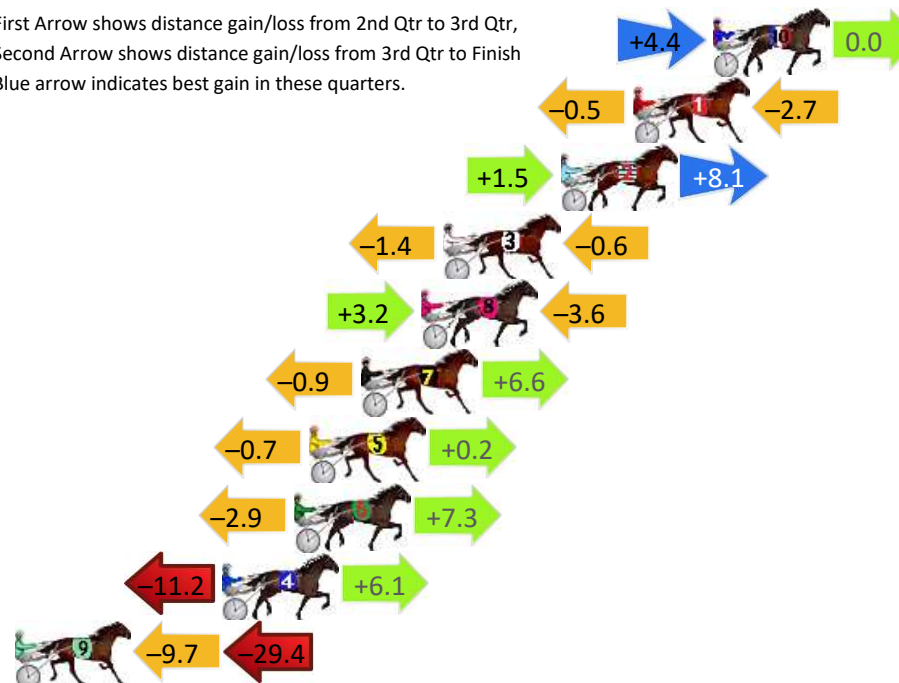 First Arrow shows distance gain/loss from 2nd Qtr to 3rd Qtr,
Second Arrow shows distance gain/loss from 3rd Qtr to Finish
Blue arrow indicates best gain in these quarters.
+4.4 10 0.0
–0.5 1 –2.7
+1.5 2 +8.1
–1.4 3 –0.6
+3.2 8 –3.6
–0.9 7 +6.6
–0.7 5 +0.2
–2.9 6 +7.3
–11.2 4 +6.1
9 –9.7 –29.4